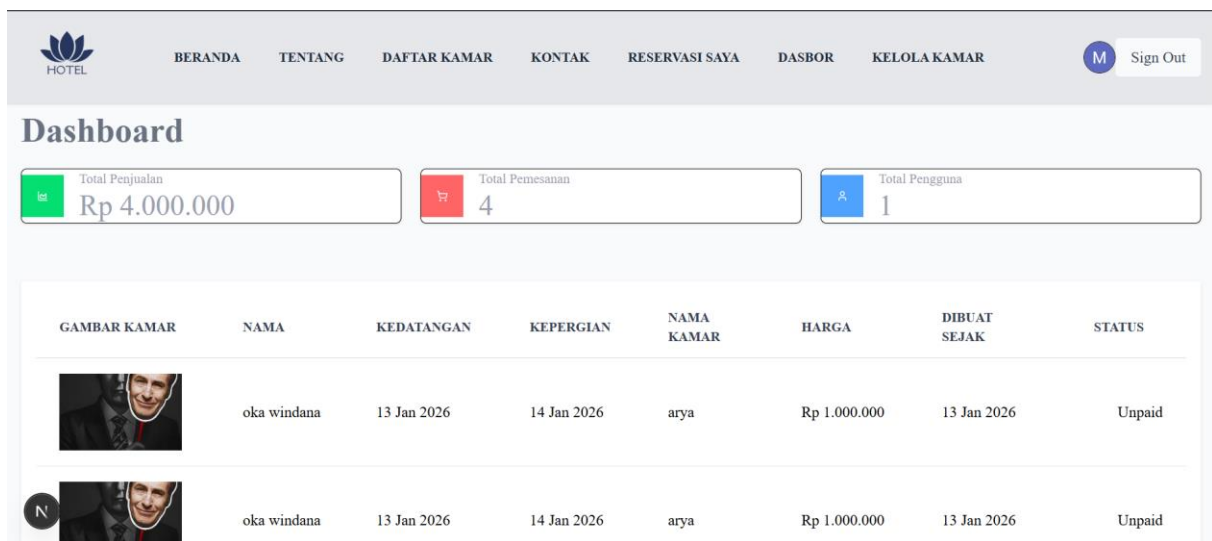 HOTEL
BERANDA TENTANG DAFTAR KAMAR KONTAK RESERVASI SAYA DASBOR KELOLA KAMAR M Sign Out
Dashboard
Total Penjualan
Rp 4.000.000
Total Pemesanan
4
Total Pengguna
1
GAMBAR KAMAR NAMA KEDATANGAN KEPERGIAN NAMA KAMAR HARGA DIBUAT SEJAK STATUS
oka windana 13 Jan 2026 14 Jan 2026 arya Rp 1.000.000 13 Jan 2026 Unpaid
N
oka windana 13 Jan 2026 14 Jan 2026 arya Rp 1.000.000 13 Jan 2026 Unpaid